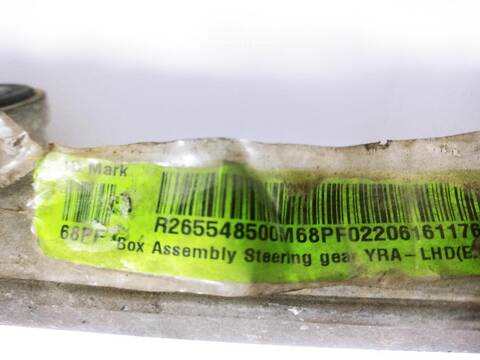 Mark
R265548500M68PF02206161176
68PF Box Assembly Steering gear YRA-LHD(E.